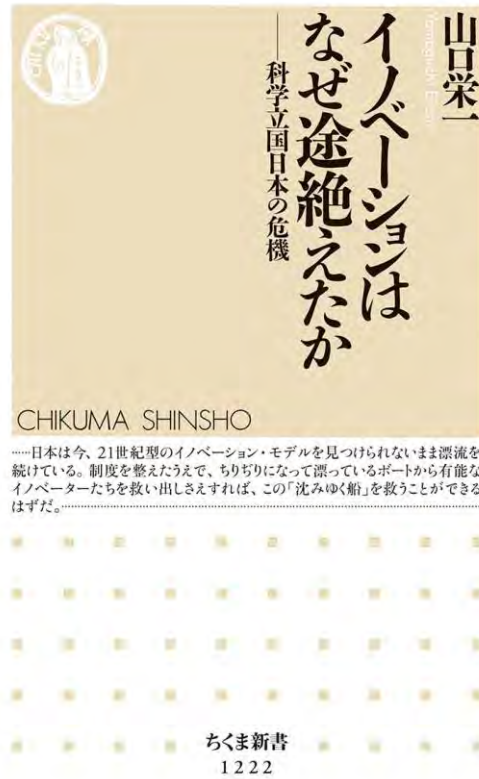 山口栄一
Yamaguchi Eiichi
イノベーションは
なぜ途絶えたか
──科学立国日本の危機
CHIKUMA SHINSHO
……日本は今、21世紀型のイノベーション・モデルを見つけられないまま漂流を
続けている。制度を整えたうえで、ちりぢりになって漂っているボートから有能な
イノベーターたちを救い出しさえすれば、この「沈みゆく船」を救うことができる
はずだ。……
ちくま新書
1222